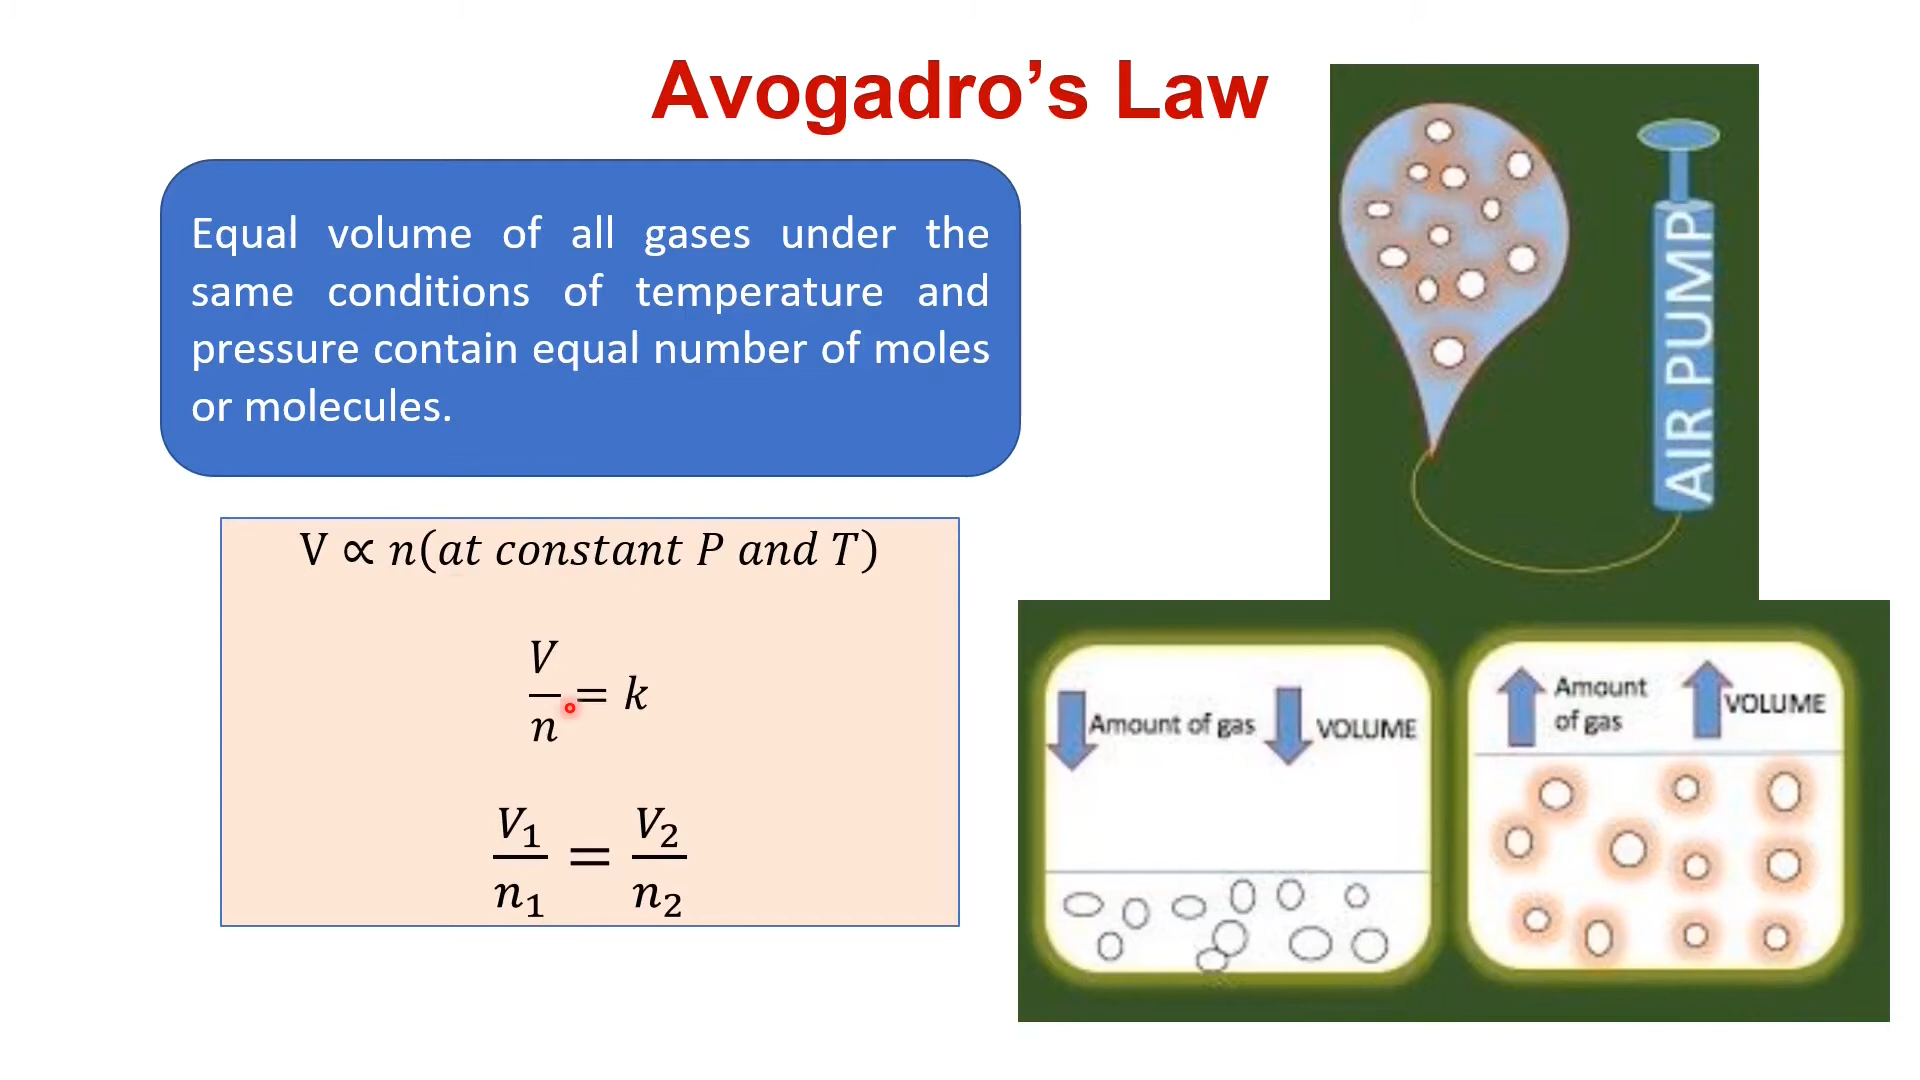 Avogadro’s Law
Equal volume of all gases under the
same conditions of temperature and
pressure contain equal number of moles
or molecules.
V ∝ n(at constant P and T)
V/n = k
V₁/n₁ = V₂/n₂
AIR PUMP
Amount of gas
VOLUME
Amount
of gas
VOLUME